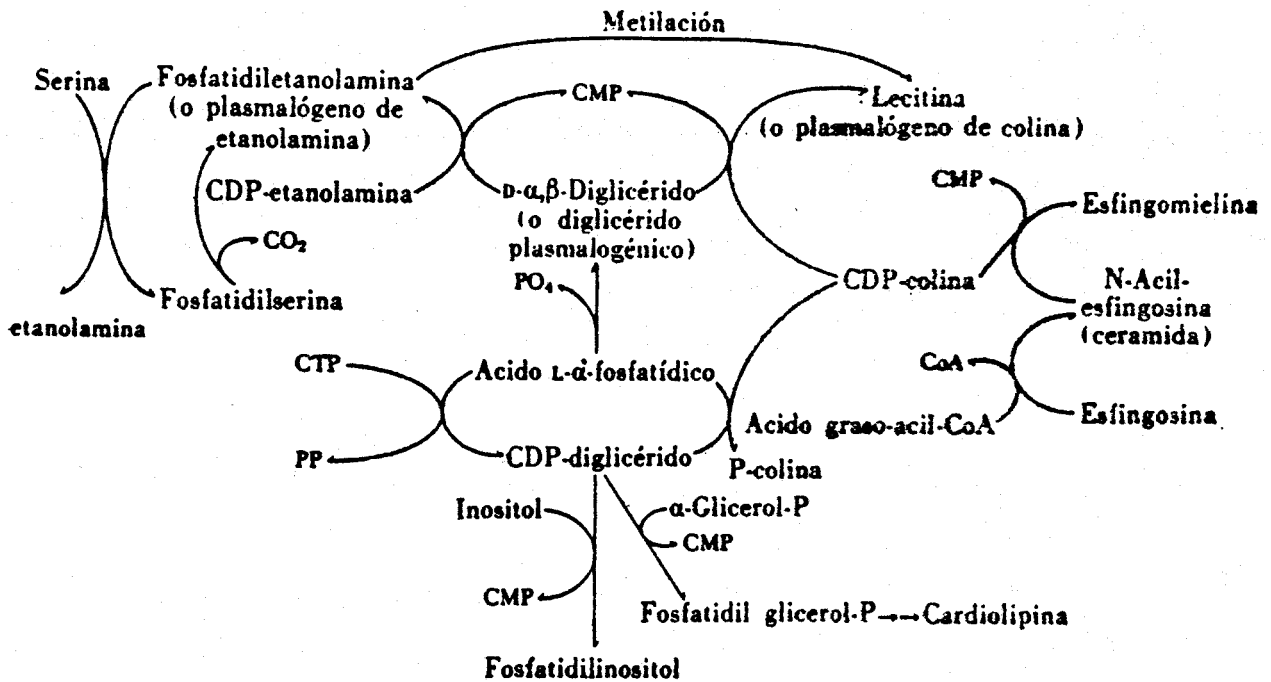 Metilación
Serina
Fosfatidiletanolamina
(o plasmalógeno de
etanolamina)
CMP
Lecitina
(o plasmalógeno de colina)
CDP-etanolamina
D-α,β-Diglicérido
(o diglicérido
plasmalogénico)
CMP
Esfingomielina
CO₂
PO₄
CDP-colina
N-Acil-
esfingosina
(ceramida)
Fosfatidilserina
etanolamina
CTP
Acido L-α-fosfatídico
CoA
Acido graso-acil-CoA
Esfingosina
PP
CDP-diglicérido
P-colina
Inositol
α-Glicerol-P
CMP
CMP
Fosfatidil glicerol-P→→Cardiolipina
Fosfatidilinositol